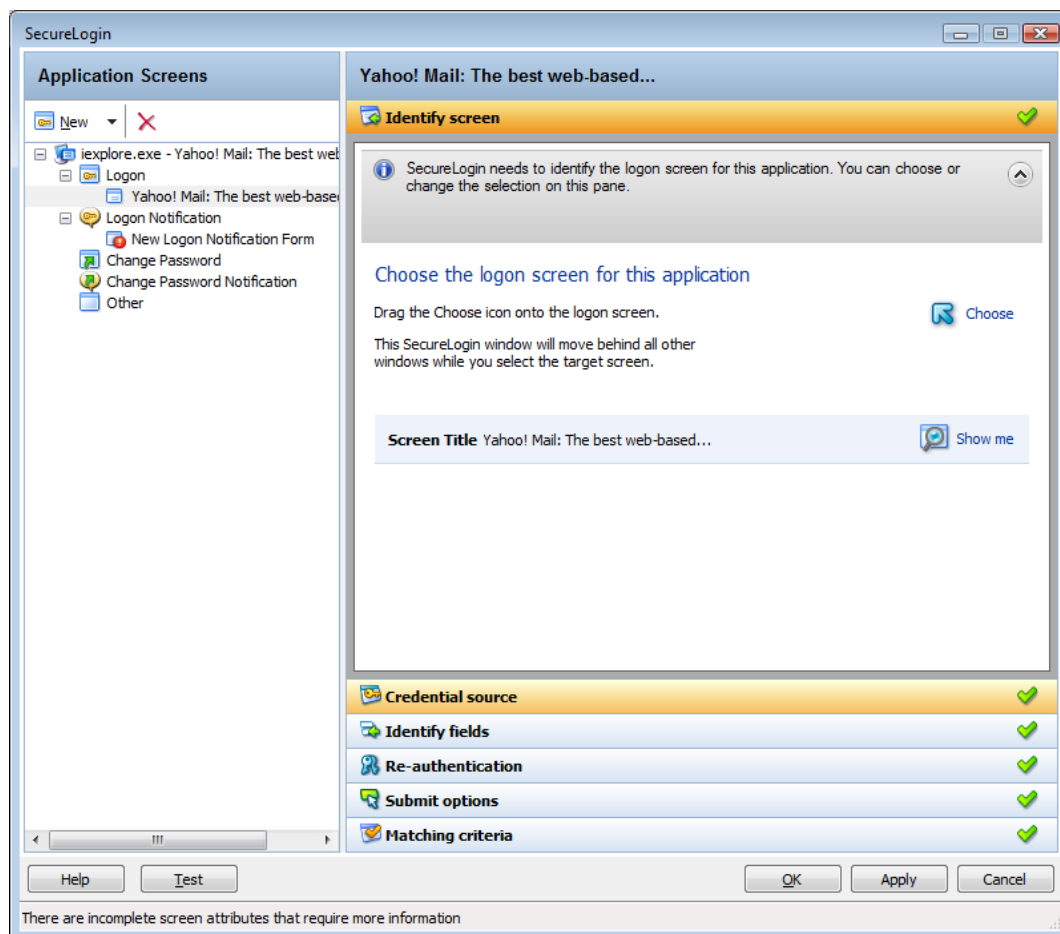 SecureLogin
Application Screens
New
iexplore.exe - Yahoo! Mail: The best wel
Logon
Yahoo! Mail: The best web-base
Logon Notification
New Logon Notification Form
Change Password
Change Password Notification
Other
Yahoo! Mail: The best web-based...
Identify screen
SecureLogin needs to identify the logon screen for this application. You can choose or
change the selection on this pane.
Choose the logon screen for this application
Drag the Choose icon onto the logon screen.
Choose
This SecureLogin window will move behind all other
windows while you select the target screen.
Screen Title Yahoo! Mail: The best web-based...
Show me
Credential source
Identify fields
Re-authentication
Submit options
Matching criteria
Help
Test
OK
Apply
Cancel
There are incomplete screen attributes that require more information